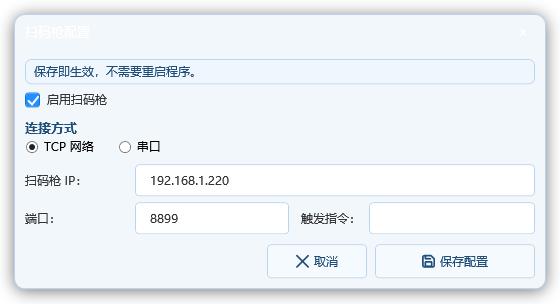 扫码枪配置
×
保存即生效，不需要重启程序。
启用扫码枪
连接方式
TCP 网络
串口
扫码枪 IP:
192.168.1.220
端口:
8899
触发指令:
取消
保存配置